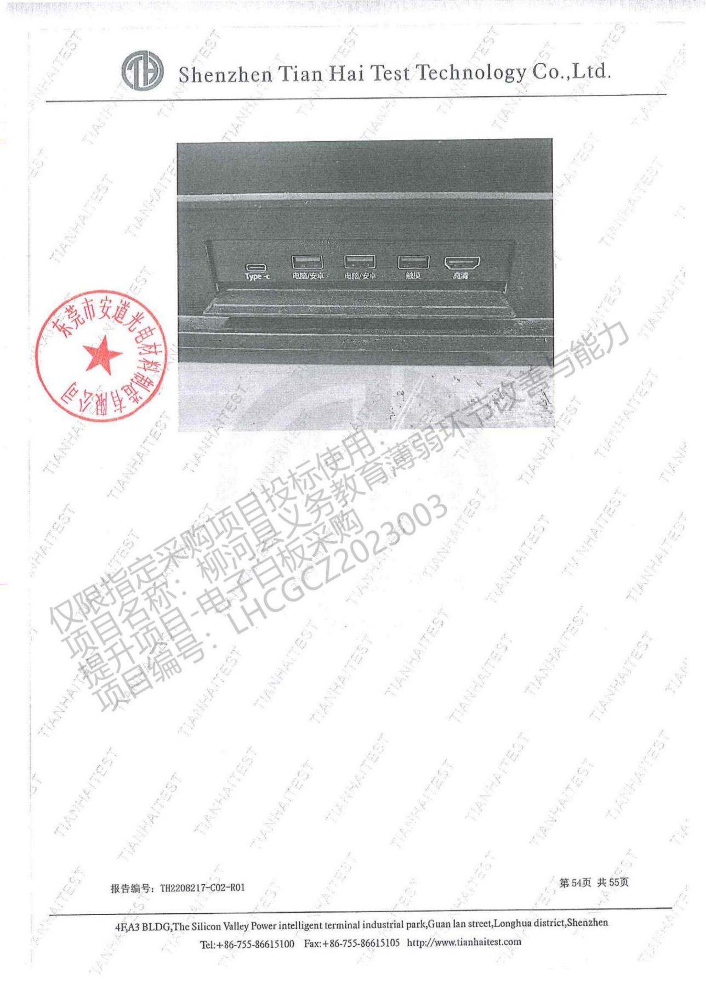 TH
Shenzhen Tian Hai Test Technology Co.,Ltd.
Type-c
电脑/安卓
电脑/安卓
触摸
高清
东莞市安道光电材料制造有限公司
仅限指定采购项目投标使用：
项目名称：柳河县义务教育薄弱环节改善与能力
提升项目-电子白板采购
项目编号：LHCGCZ2023003
TIANHAITEST
报告编号：TH2208217-C02-R01
第54页 共55页
4F,A3 BLDG,The Silicon Valley Power intelligent terminal industrial park,Guan lan street,Longhua district,Shenzhen
Tel:+86-755-86615100 Fax:+86-755-86615105 http://www.tianhaitest.com